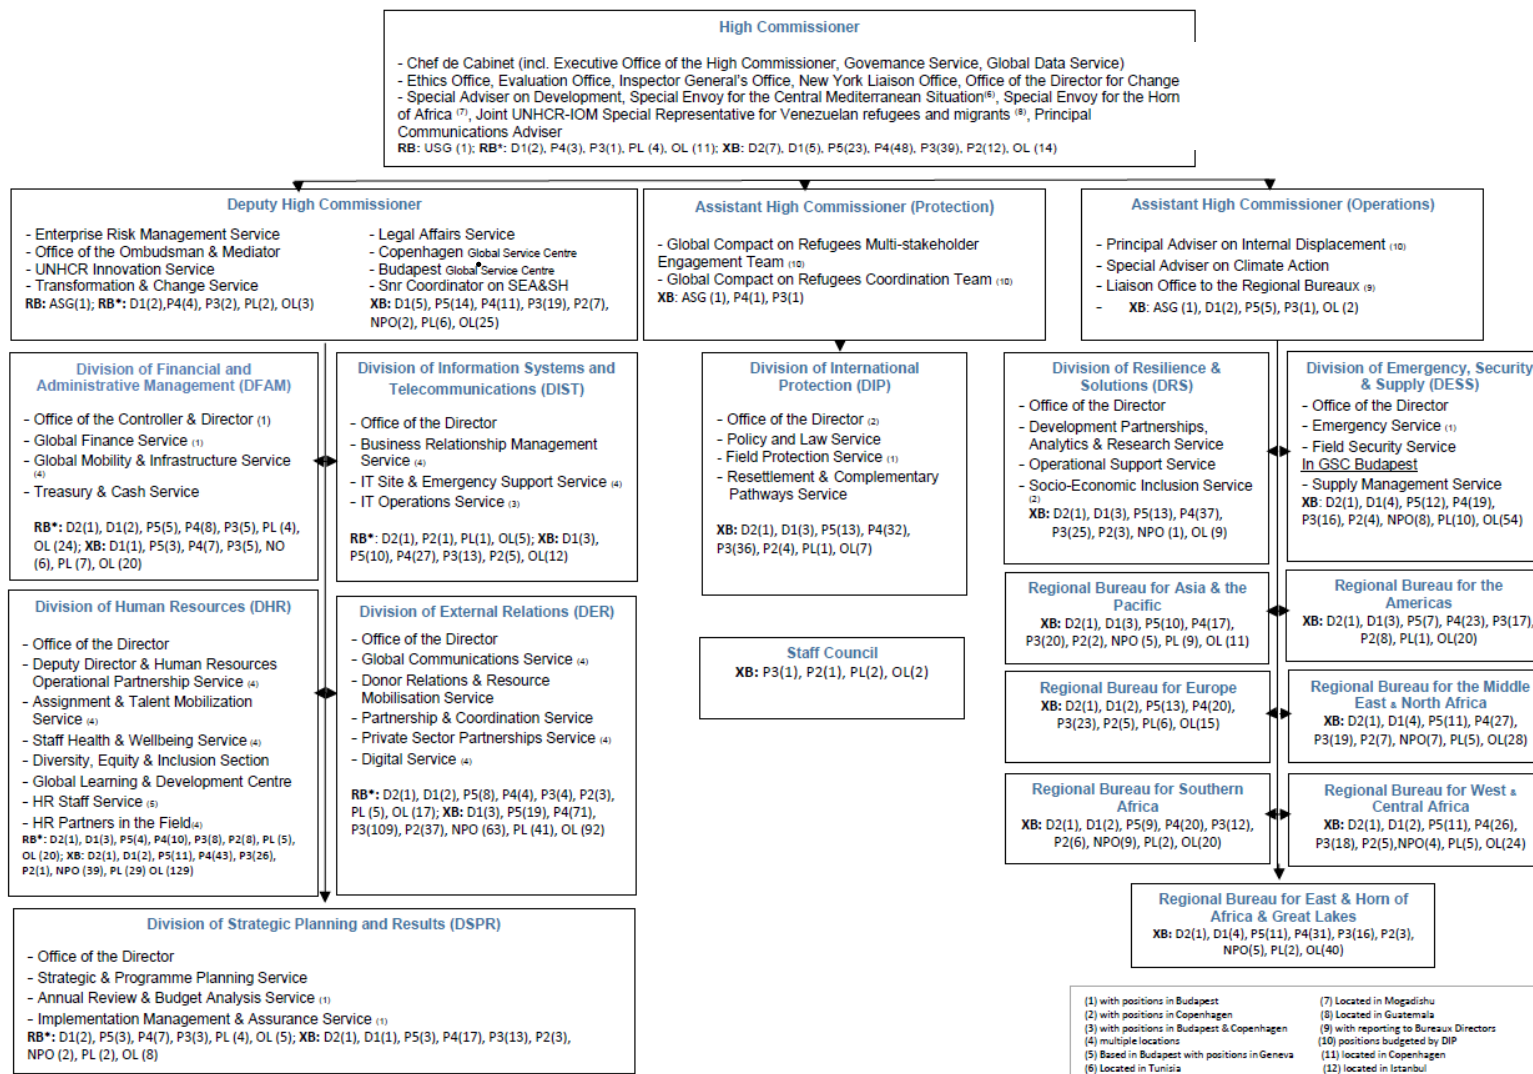 High Commissioner
- Chef de Cabinet (incl. Executive Office of the High Commissioner, Governance Service, Global Data Service)
- Ethics Office, Evaluation Office, Inspector General's Office, New York Liaison Office, Office of the Director for Change
- Special Adviser on Development, Special Envoy for the Central Mediterranean Situation(6), Special Envoy for the Horn
of Africa (7), Joint UNHCR-IOM Special Representative for Venezuelan refugees and migrants (8), Principal
Communications Adviser
RB: USG (1); RB*: D1(2), P4(3), P3(1), PL (4), OL (11); XB: D2(7), D1(5), P5(23), P4(48), P3(39), P2(12), OL (14)
Deputy High Commissioner
- Enterprise Risk Management Service
- Office of the Ombudsman & Mediator
- UNHCR Innovation Service
- Transformation & Change Service
RB: ASG(1); RB*: D1(2),P4(4), P3(2), PL(2), OL(3)
- Legal Affairs Service
- Copenhagen Global Service Centre
- Budapest Global Service Centre
- Snr Coordinator on SEA&SH
XB: D1(5), P5(14), P4(11), P3(19), P2(7),
NPO(2), PL(6), OL(25)
Assistant High Commissioner (Protection)
- Global Compact on Refugees Multi-stakeholder
Engagement Team (10)
- Global Compact on Refugees Coordination Team (10)
XB: ASG (1), P4(1), P3(1)
Assistant High Commissioner (Operations)
- Principal Adviser on Internal Displacement (10)
- Special Adviser on Climate Action
- Liaison Office to the Regional Bureaux (9)
- XB: ASG (1), D1(2), P5(5), P3(1), OL (2)
Division of Financial and
Administrative Management (DFAM)
- Office of the Controller & Director (1)
- Global Finance Service (1)
- Global Mobility & Infrastructure Service
(4)
- Treasury & Cash Service
RB*: D2(1), D1(2), P5(5), P4(8), P3(5), PL (4),
OL (24); XB: D1(1), P5(3), P4(7), P3(5), NO
(6), PL (7), OL (20)
Division of Information Systems and
Telecommunications (DIST)
- Office of the Director
- Business Relationship Management
Service (4)
- IT Site & Emergency Support Service (4)
- IT Operations Service (3)
RB*: D2(1), P2(1), PL(1), OL(5); XB: D1(3),
P5(10), P4(27), P3(13), P2(5), OL(12)
Division of International
Protection (DIP)
- Office of the Director (2)
- Policy and Law Service
- Field Protection Service (1)
- Resettlement & Complementary
Pathways Service
XB: D2(1), D1(3), P5(13), P4(32),
P3(36), P2(4), PL(1), OL(7)
Division of Resilience &
Solutions (DRS)
- Office of the Director
- Development Partnerships,
Analytics & Research Service
- Operational Support Service
- Socio-Economic Inclusion Service
(2)
XB: D2(1), D1(3), P5(13), P4(37),
P3(25), P2(3), NPO (1), OL (9)
Division of Emergency, Security
& Supply (DESS)
- Office of the Director
- Emergency Service (1)
- Field Security Service
In GSC Budapest
- Supply Management Service
XB: D2(1), D1(4), P5(12), P4(19),
P3(16), P2(4), NPO(8), PL(10), OL(54)
Division of Human Resources (DHR)
- Office of the Director
- Deputy Director & Human Resources
Operational Partnership Service (4)
- Assignment & Talent Mobilization
Service (4)
- Staff Health & Wellbeing Service (4)
- Diversity, Equity & Inclusion Section
- Global Learning & Development Centre
- HR Staff Service (5)
- HR Partners in the Field(4)
RB*: D2(1), D1(3), P5(4), P4(10), P3(8), P2(8), PL (5),
OL (20); XB: D2(1), D1(2), P5(11), P4(43), P3(26),
P2(1), NPO (39), PL (29) OL (129)
Division of External Relations (DER)
- Office of the Director
- Global Communications Service (4)
- Donor Relations & Resource
Mobilisation Service
- Partnership & Coordination Service
- Private Sector Partnerships Service (4)
- Digital Service (4)
RB*: D2(1), D1(2), P5(8), P4(4), P3(4), P2(3),
PL (5), OL (17); XB: D1(3), P5(19), P4(71),
P3(109), P2(37), NPO (63), PL (41), OL (92)
Staff Council
XB: P3(1), P2(1), PL(2), OL(2)
Regional Bureau for Asia & the
Pacific
XB: D2(1), D1(3), P5(10), P4(17),
P3(20), P2(2), NPO (5), PL (9), OL (11)
Regional Bureau for the
Americas
XB: D2(1), D1(3), P5(7), P4(23), P3(17),
P2(8), PL(1), OL(20)
Regional Bureau for Europe
XB: D2(1), D1(2), P5(13), P4(20),
P3(23), P2(5), PL(6), OL(15)
Regional Bureau for the Middle
East & North Africa
XB: D2(1), D1(4), P5(11), P4(27),
P3(19), P2(7), NPO(7), PL(5), OL(28)
Regional Bureau for Southern
Africa
XB: D2(1), D1(2), P5(9), P4(20), P3(12),
P2(6), NPO(9), PL(2), OL(20)
Regional Bureau for West &
Central Africa
XB: D2(1), D1(2), P5(11), P4(26),
P3(18), P2(5),NPO(4), PL(5), OL(24)
Regional Bureau for East & Horn of
Africa & Great Lakes
XB: D2(1), D1(4), P5(11), P4(31), P3(16), P2(3),
NPO(5), PL(2), OL(40)
Division of Strategic Planning and Results (DSPR)
- Office of the Director
- Strategic & Programme Planning Service
- Annual Review & Budget Analysis Service (1)
- Implementation Management & Assurance Service (1)
RB*: D1(2), P5(3), P4(7), P3(3), PL (4), OL (5); XB: D2(1), D1(1), P5(3), P4(17), P3(13), P2(3),
NPO (2), PL (2), OL (8)
(1) with positions in Budapest
(2) with positions in Copenhagen
(3) with positions in Budapest & Copenhagen
(4) multiple locations
(5) Based in Budapest with positions in Geneva
(6) Located in Tunisia
(7) Located in Mogadishu
(8) Located in Guatemala
(9) with reporting to Bureaux Directors
(10) positions budgeted by DIP
(11) located in Copenhagen
(12) located in Istanbul